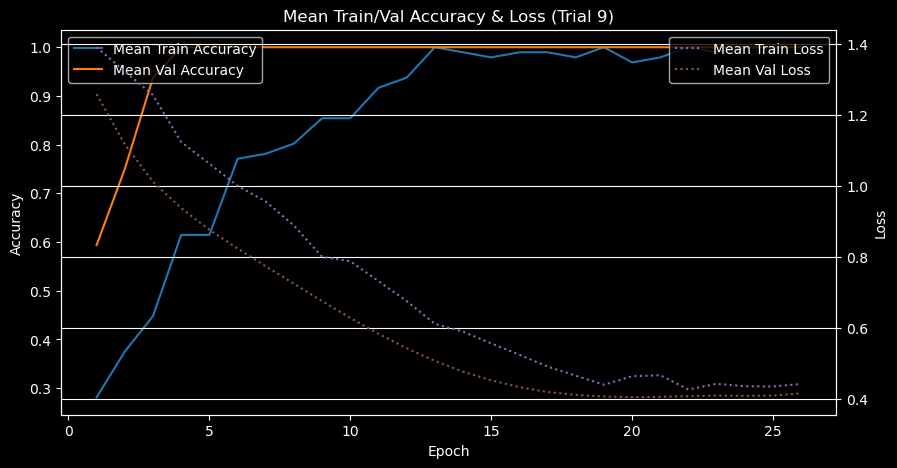 Mean Train/Val Accuracy & Loss (Trial 9)
Mean Train Accuracy
Mean Val Accuracy
Mean Train Loss
Mean Val Loss
1.0
0.9
0.8
0.7
0.6
0.5
0.4
0.3
Accuracy
1.4
1.2
1.0
0.8
0.6
0.4
Loss
0 5 10 15 20 25
Epoch